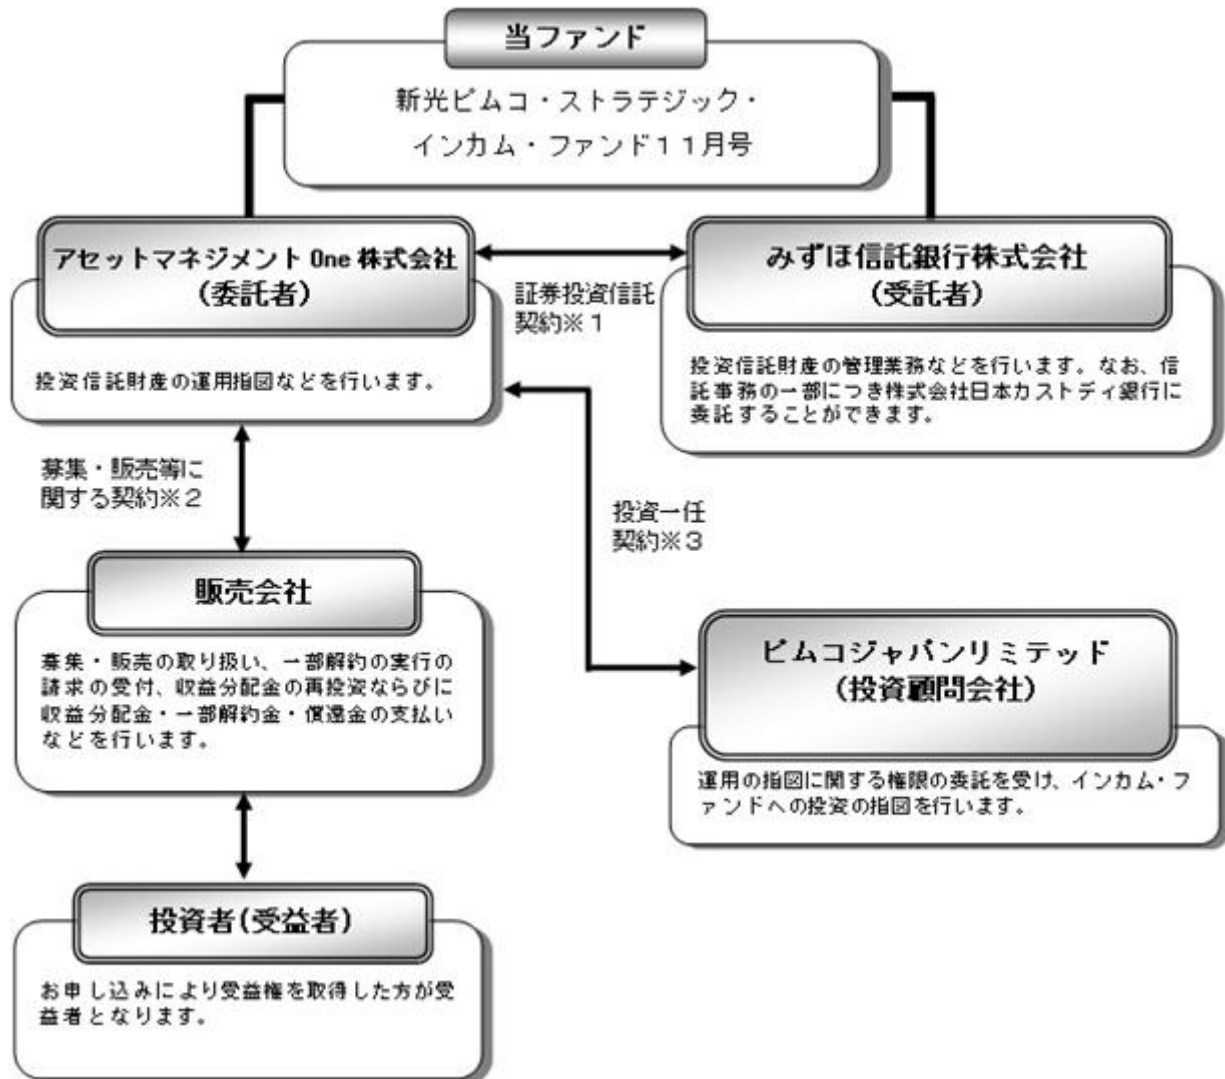 当ファンド
新光ピムコ・ストラテジック・
インカム・ファンド１１月号
アセットマネジメント One 株式会社
（委託者）
投資信託財産の運用指図などを行います。
証券投資信託
契約※１
みずほ信託銀行株式会社
（受託者）
投資信託財産の管理業務などを行います。なお、信
託事務の一部につき株式会社日本カストディ銀行に
委託することができます。
募集・販売等に
関する契約※２
投資一任
契約※３
販売会社
募集・販売の取り扱い、一部解約の実行の
請求の受付、収益分配金の再投資ならびに
収益分配金・一部解約金・償還金の支払い
などを行います。
ピムコジャパンリミテッド
（投資顧問会社）
運用の指図に関する権限の委託を受け、インカム・フ
ァンドへの投資の指図を行います。
投資者（受益者）
お申し込みにより受益権を取得した方が受
益者となります。